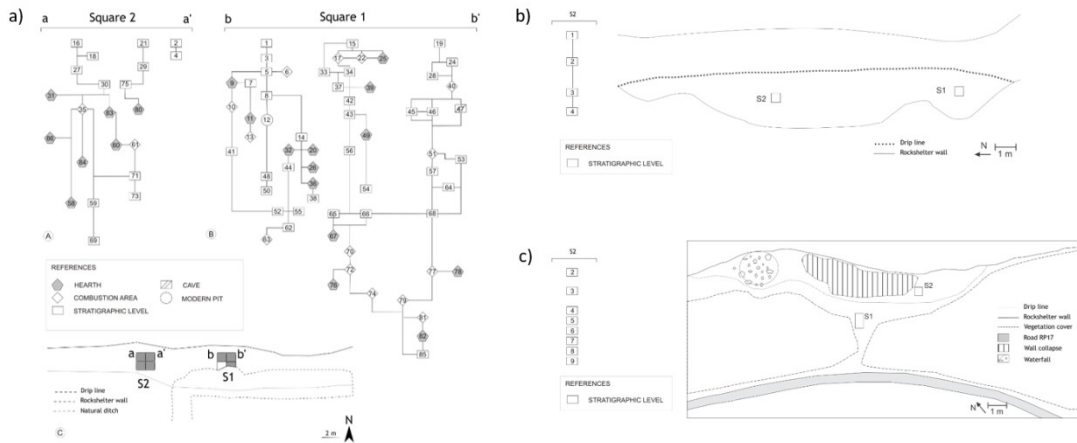 a)
Square 2
Square 1
a a'
b b'
16 21 2
18 4
27 29
30 75
31 35 83 80
86 60 61
84
71
58 59 73
69
A
1 15 19
3 17 22 25 24
5 6 33 34 28
9 7 37 39 40
8 42
10 45 46 47
11 12 43
13 14 49
41 32 20 56 51 53
44 26 57
48 36 54 64
50 38
52 55 65 66 68
62 67
63 70
72 77 78
76 74 79
81
82
85
B
REFERENCES
HEARTH
COMBUSTION AREA
STRATIGRAPHIC LEVEL
CAVE
MODERN PIT
a a' b b'
S2 S1
Drip line
Rockshelter wall
Natural ditch
C
2 m
N
b)
S2
1
2
3
4
REFERENCES
STRATIGRAPHIC LEVEL
S2
S1
Drip line
Rockshelter wall
N
1 m
c)
S2
2
3
4
5
6
7
8
9
REFERENCES
STRATIGRAPHIC LEVEL
S2
S1
Drip line
Rockshelter wall
Vegetation cover
Road RP17
Wall collapse
Waterfall
N
1 m